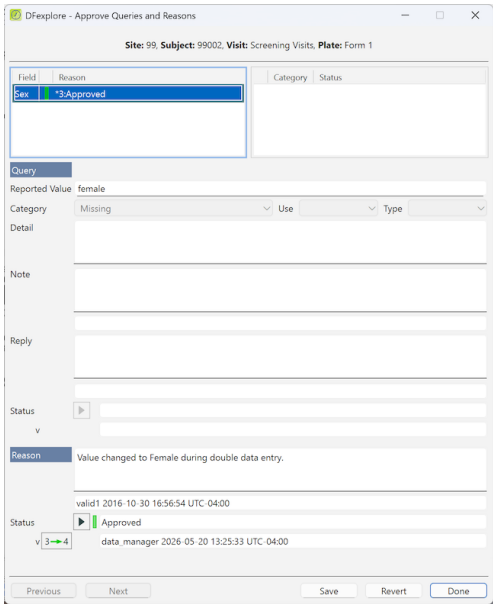 DFexplore - Approve Queries and Reasons
Site: 99, Subject: 99002, Visit: Screening Visits, Plate: Form 1
Field Reason
Category Status
Sex *3:Approved
Query
Reported Value female
Category Missing Use Type
Detail
Note
Reply
Status
v
Reason Value changed to Female during double data entry.
valid1 2016-10-30 16:56:54 UTC-04:00
Status Approved
v 3→4 data_manager 2026-05-20 13:25:33 UTC-04:00
Previous Next Save Revert Done